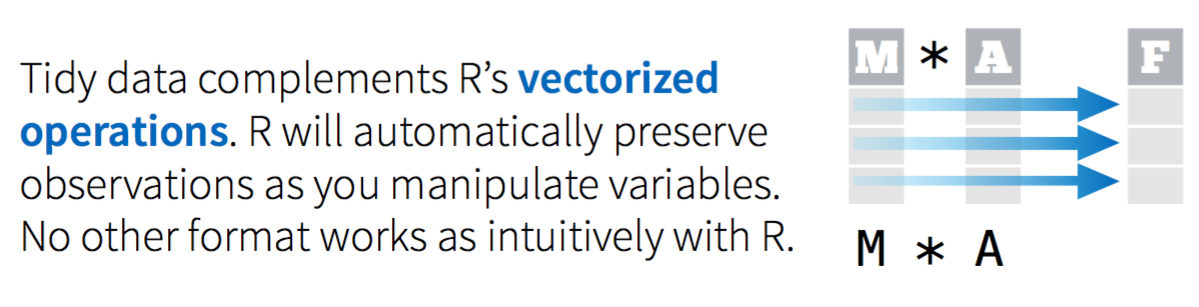 Tidy data complements R’s vectorized
operations. R will automatically preserve
observations as you manipulate variables.
No other format works as intuitively with R.
M * A F
M * A